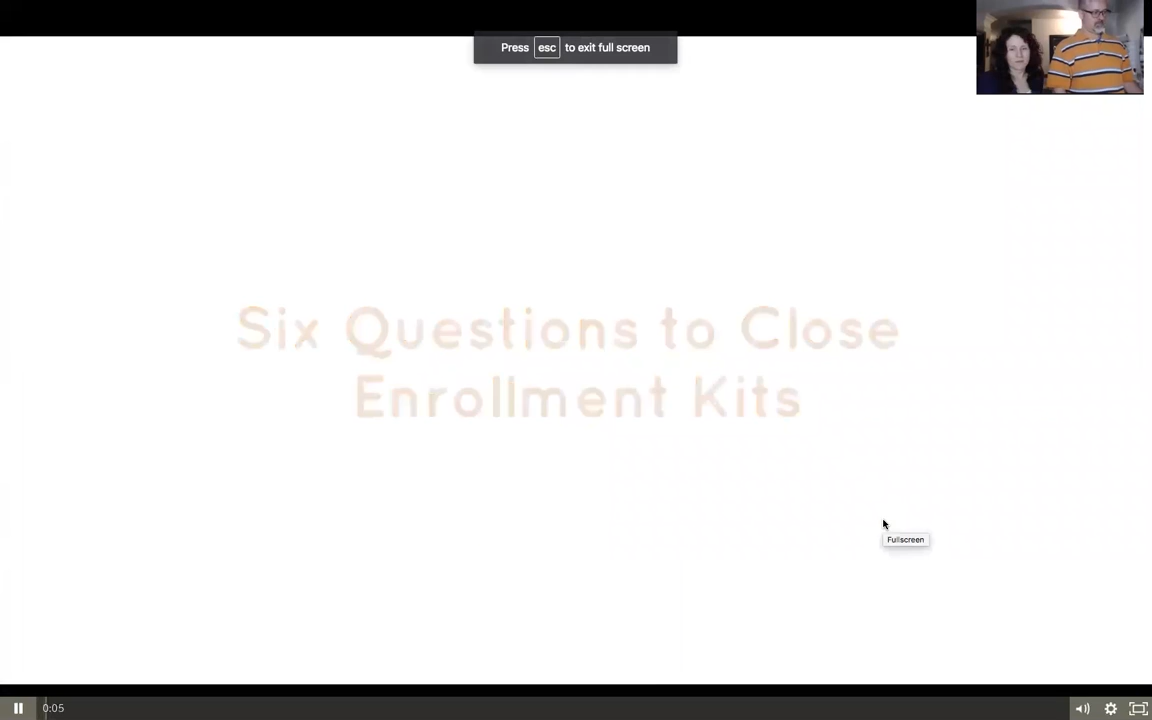 Press esc to exit full screen
Six Questions to Close
Enrollment Kits
Fullscreen
0:05